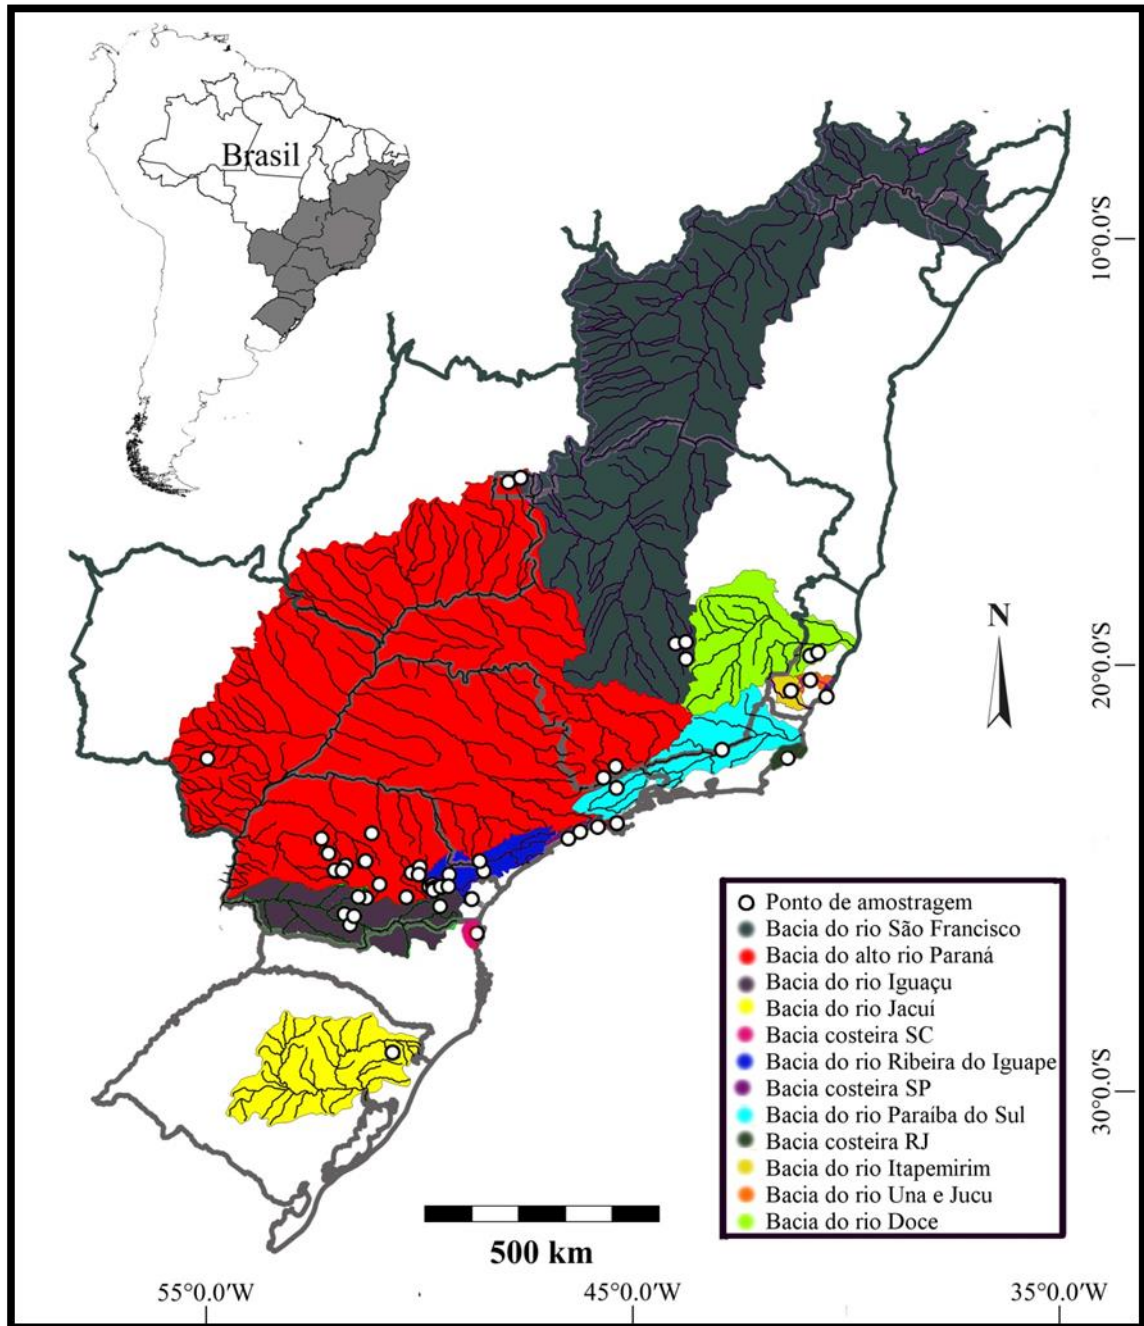 Brasil
10°0.0'S
N
20°0.0'S
Ponto de amostragem
Bacia do rio São Francisco
Bacia do alto rio Paraná
Bacia do rio Iguaçu
Bacia do rio Jacuí
Bacia costeira SC
Bacia do rio Ribeira do Iguape
Bacia costeira SP
Bacia do rio Paraíba do Sul
Bacia costeira RJ
Bacia do rio Itapemirim
Bacia do rio Una e Jucu
Bacia do rio Doce
30°0.0'S
500 km
55°0.0'W
45°0.0'W
35°0.0'W